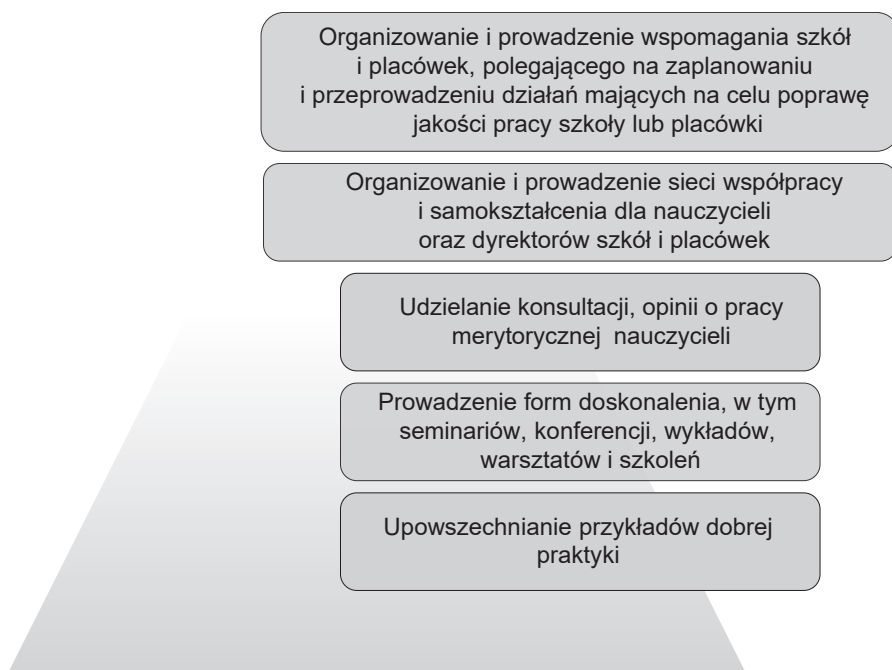 Organizowanie i prowadzenie wspomagania szkół
i placówek, polegającego na zaplanowaniu
i przeprowadzeniu działań mających na celu poprawę
jakości pracy szkoły lub placówki
Organizowanie i prowadzenie sieci współpracy
i samokształcenia dla nauczycieli
oraz dyrektorów szkół i placówek
Udzielanie konsultacji, opinii o pracy
merytorycznej nauczycieli
Prowadzenie form doskonalenia, w tym
seminariów, konferencji, wykładów,
warsztatów i szkoleń
Upowszechnianie przykładów dobrej
praktyki